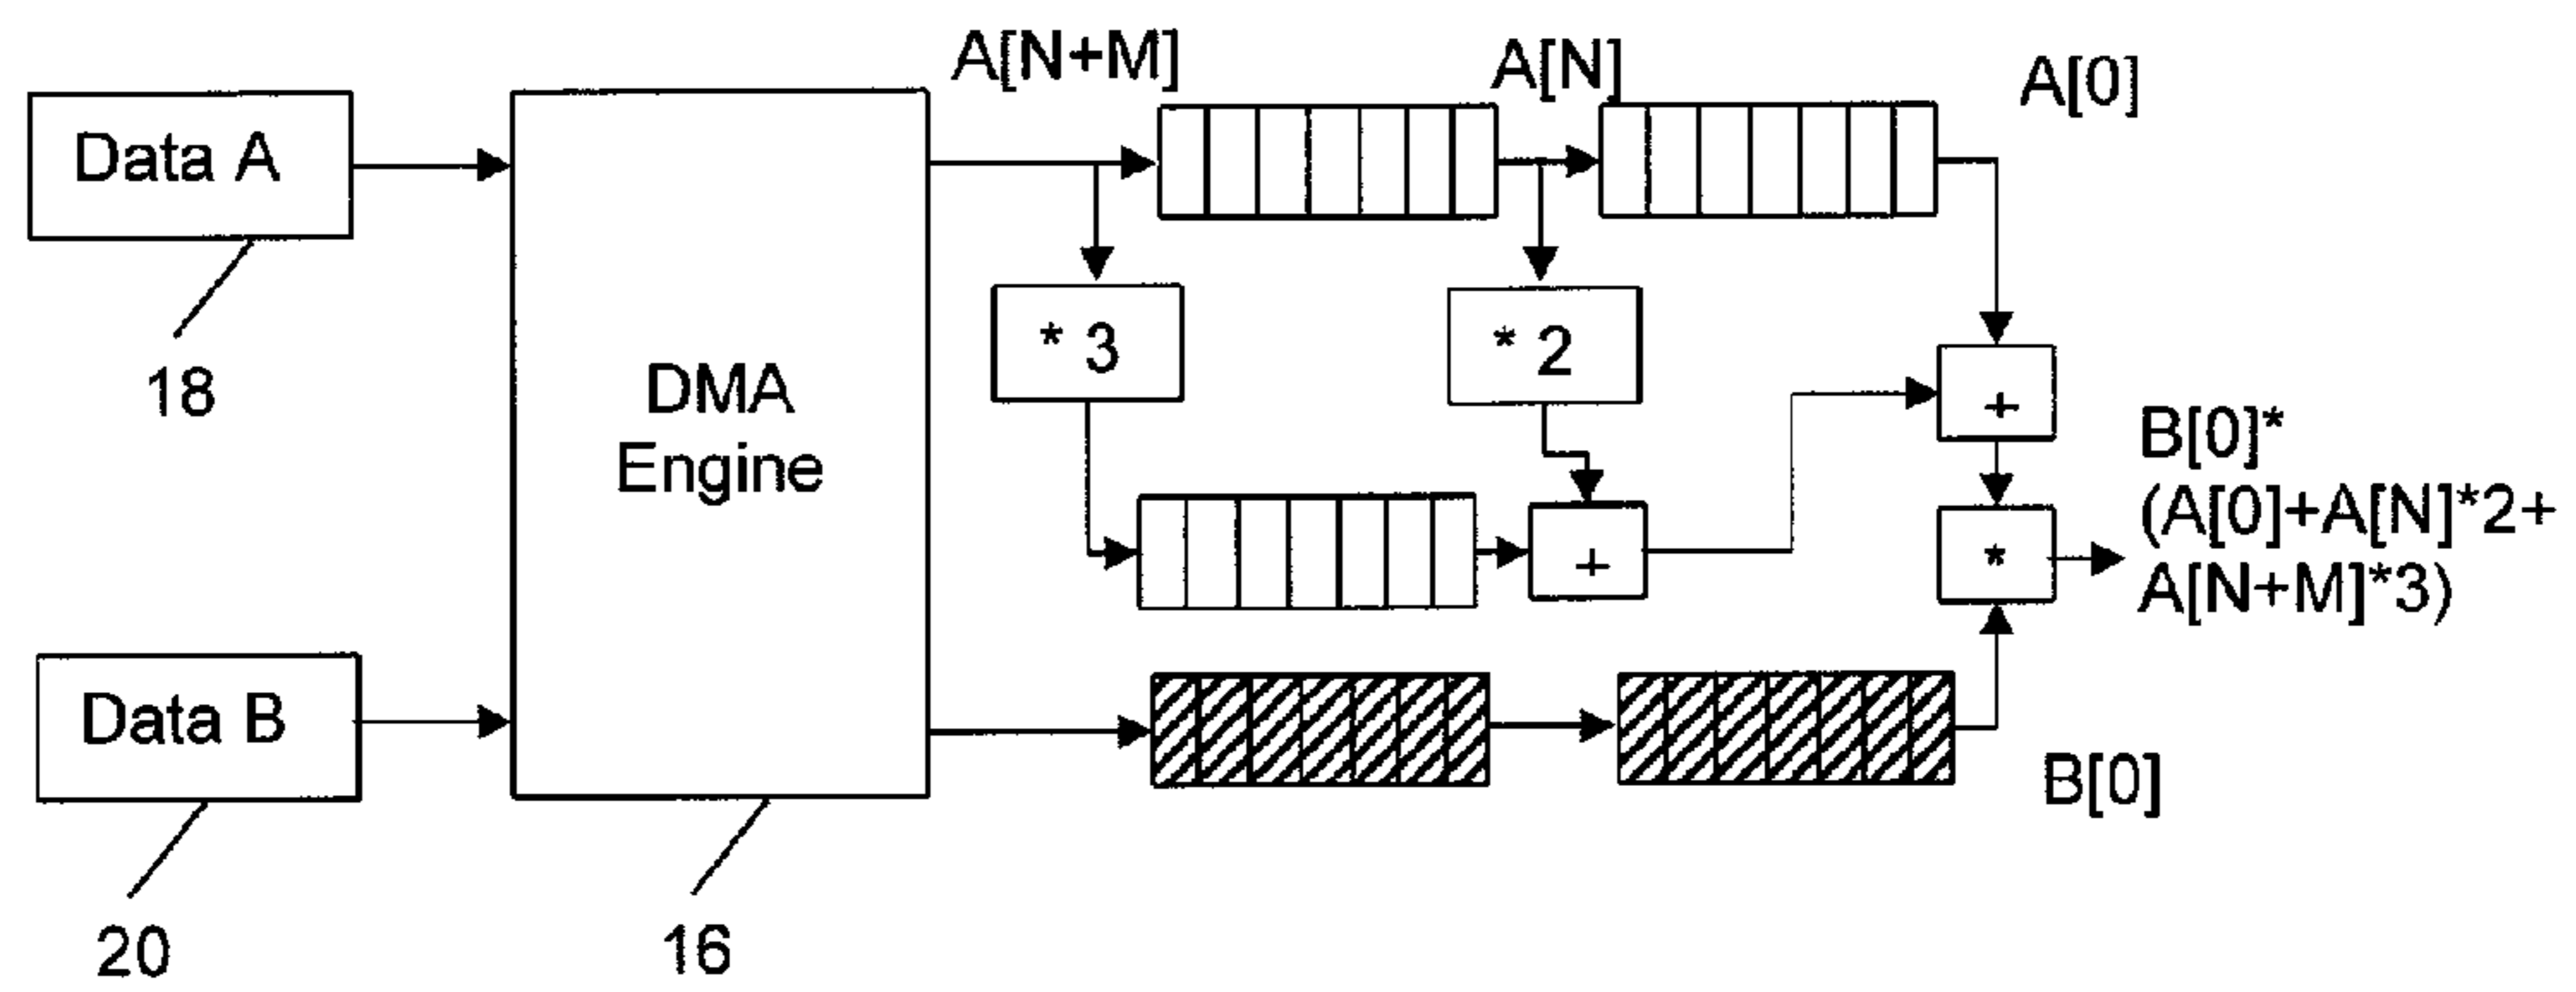 A[N+M]
A[N]
A[0]
Data A
18
* 3
* 2
DMA
Engine
+
B[0]*
(A[0]+A[N]*2+
A[N+M]*3)
+
*
Data B
B[0]
20
16